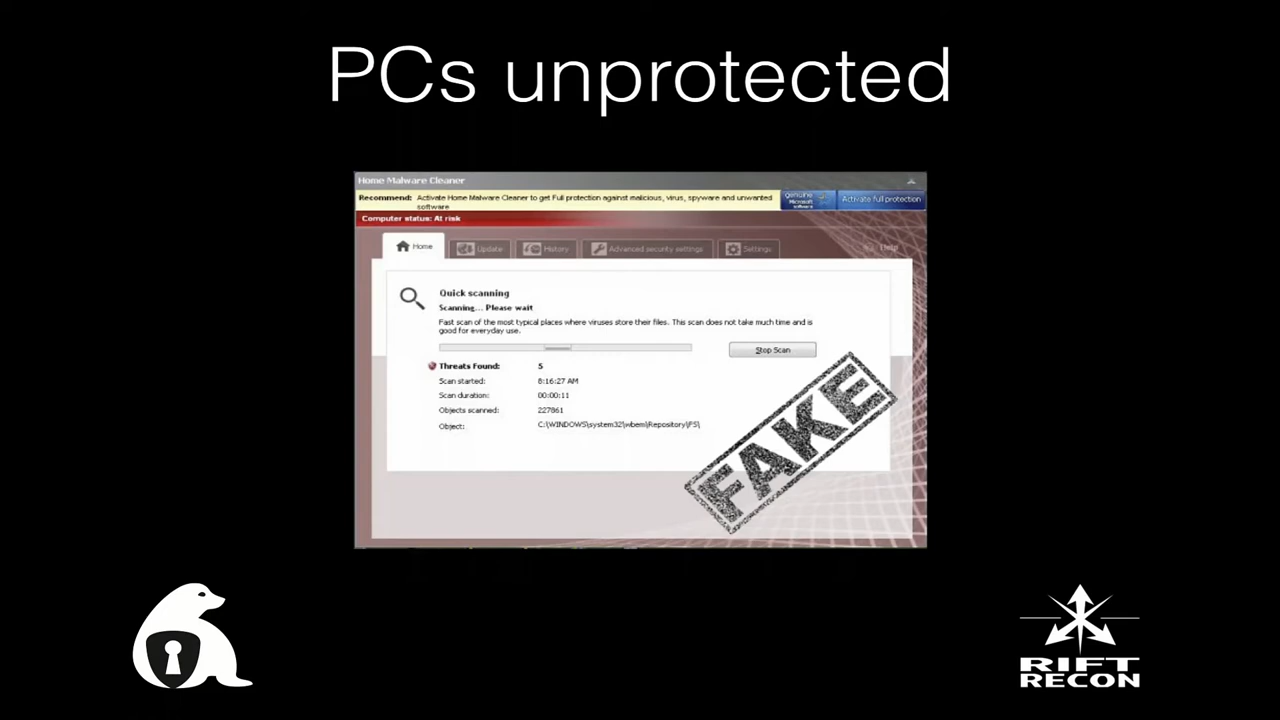 PCs unprotected
Home Malware Cleaner
Recommend: Activate Home Malware Cleaner to get Full protection against malicious, virus, spyware and unwanted
software
genuine
Microsoft
software
Activate full protection
Computer status: At risk
Home
Update
History
Advanced security settings
Settings
Help
Quick scanning
Scanning... Please wait
Fast scan of the most typical places where viruses store their files. This scan does not take much time and is
good for everyday use.
Stop Scan
Threats Found: 5
Scan started: 8:16:27 AM
Scan duration: 00:00:11
Objects scanned: 227861
Object: C:\WINDOWS\system32\wbem\Repository\FS\
FAKE
RIFT
RECON